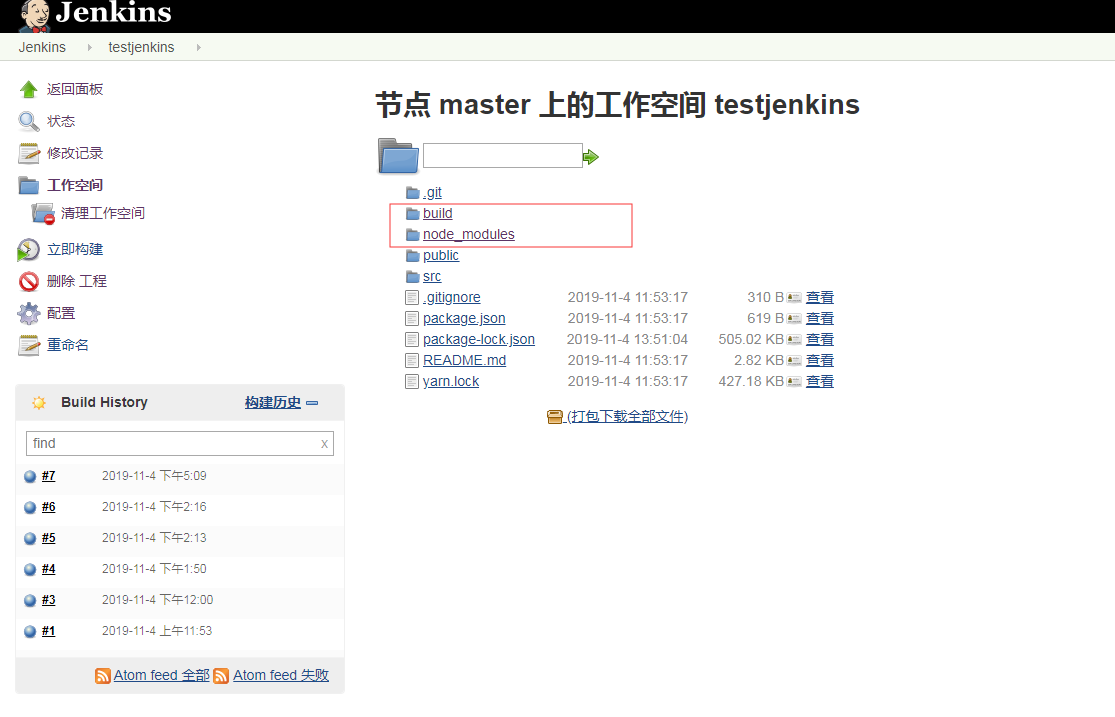 Jenkins
Jenkins testjenkins
返回面板
状态
修改记录
工作空间
清理工作空间
立即构建
删除 工程
配置
重命名
Build History 构建历史
find x
#7 2019-11-4 下午5:09
#6 2019-11-4 下午2:16
#5 2019-11-4 下午2:13
#4 2019-11-4 下午1:50
#3 2019-11-4 下午12:00
#1 2019-11-4 上午11:53
Atom feed 全部 Atom feed 失败
节点 master 上的工作空间 testjenkins
.git
build
node_modules
public
src
.gitignore 2019-11-4 11:53:17 310 B 查看
package.json 2019-11-4 11:53:17 619 B 查看
package-lock.json 2019-11-4 13:51:04 505.02 KB 查看
README.md 2019-11-4 11:53:17 2.82 KB 查看
yarn.lock 2019-11-4 11:53:17 427.18 KB 查看
(打包下载全部文件)